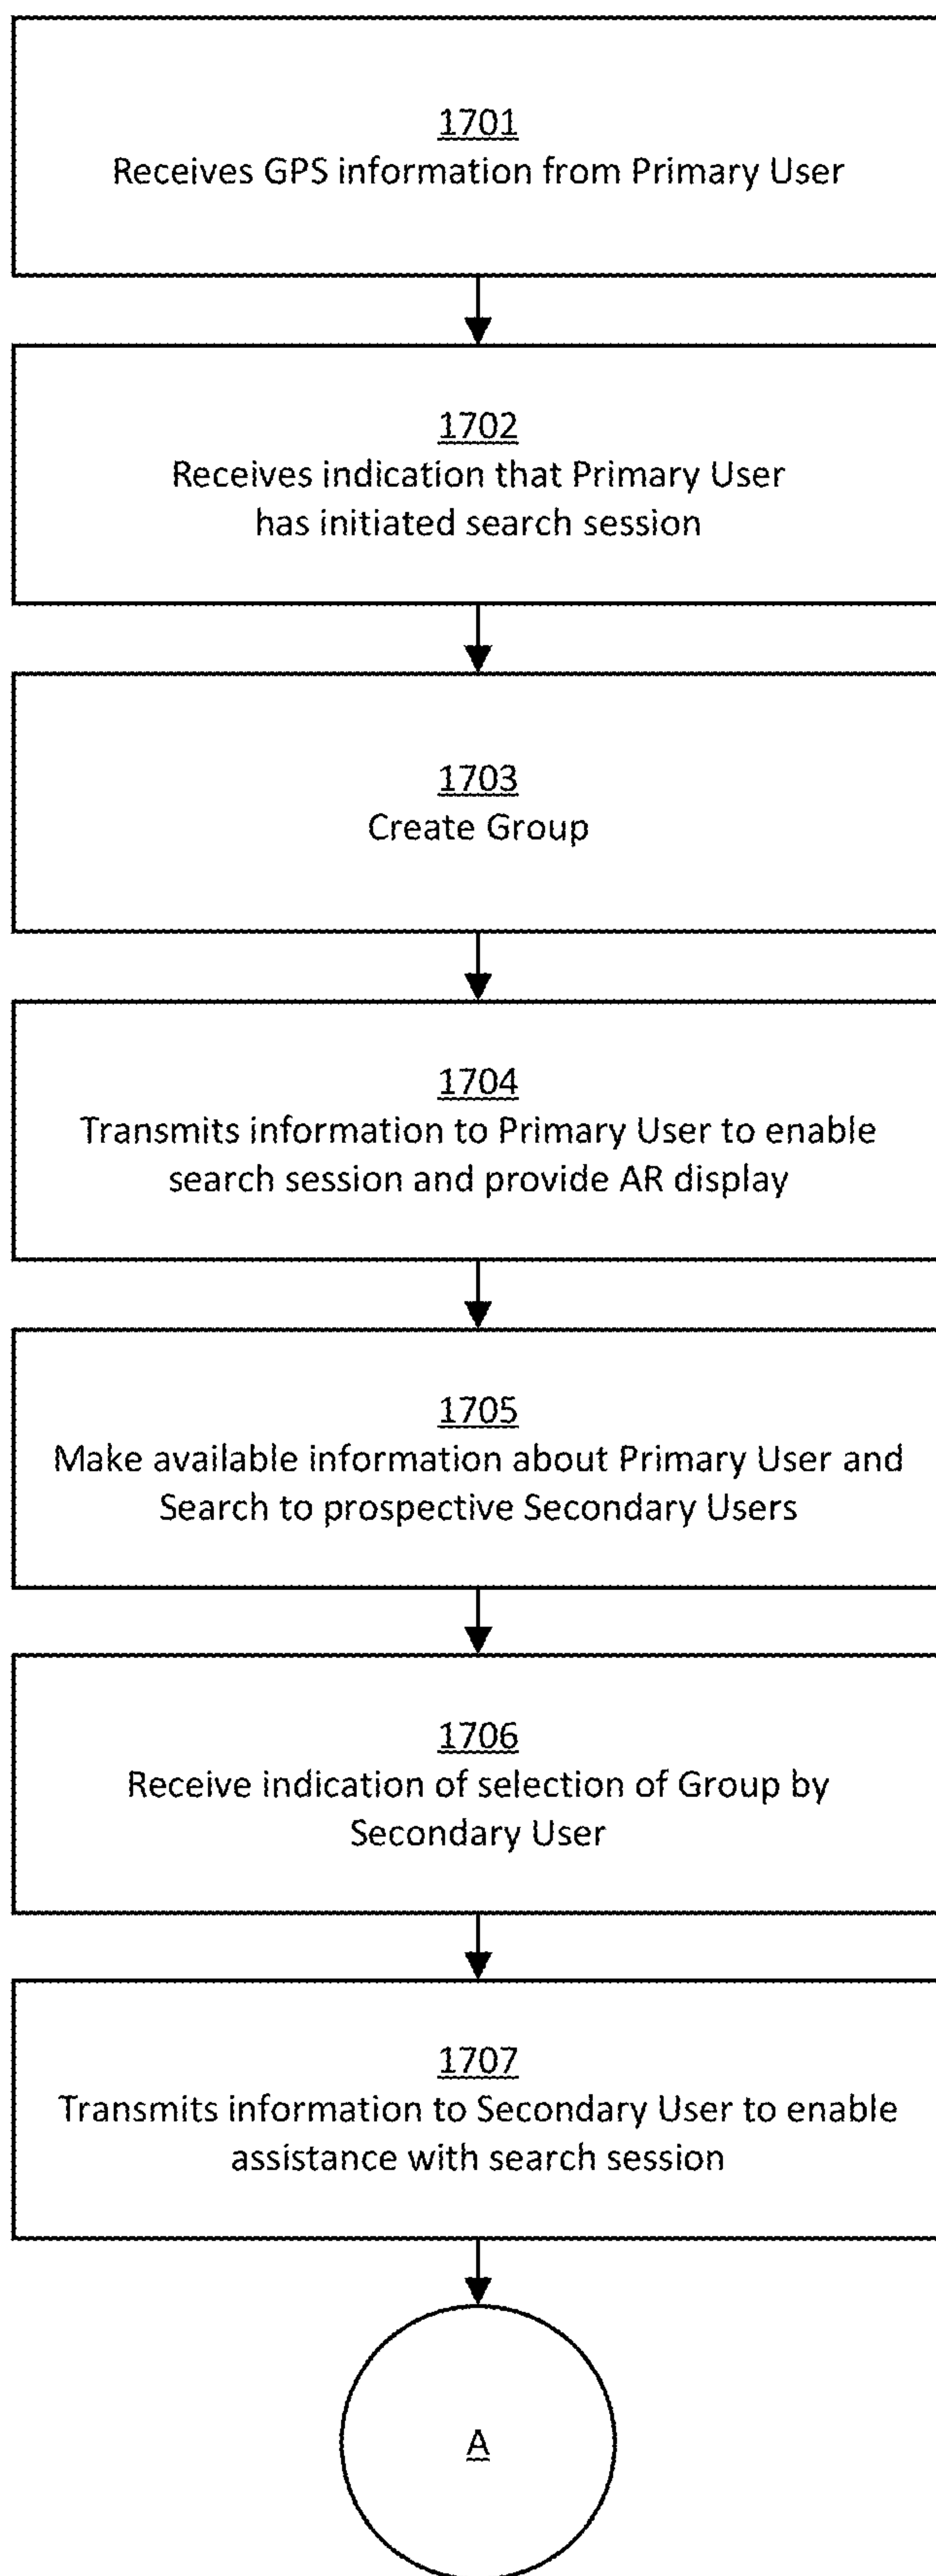 1701
Receives GPS information from Primary User
1702
Receives indication that Primary User
has initiated search session
1703
Create Group
1704
Transmits information to Primary User to enable
search session and provide AR display
1705
Make available information about Primary User and
Search to prospective Secondary Users
1706
Receive indication of selection of Group by
Secondary User
1707
Transmits information to Secondary User to enable
assistance with search session
A